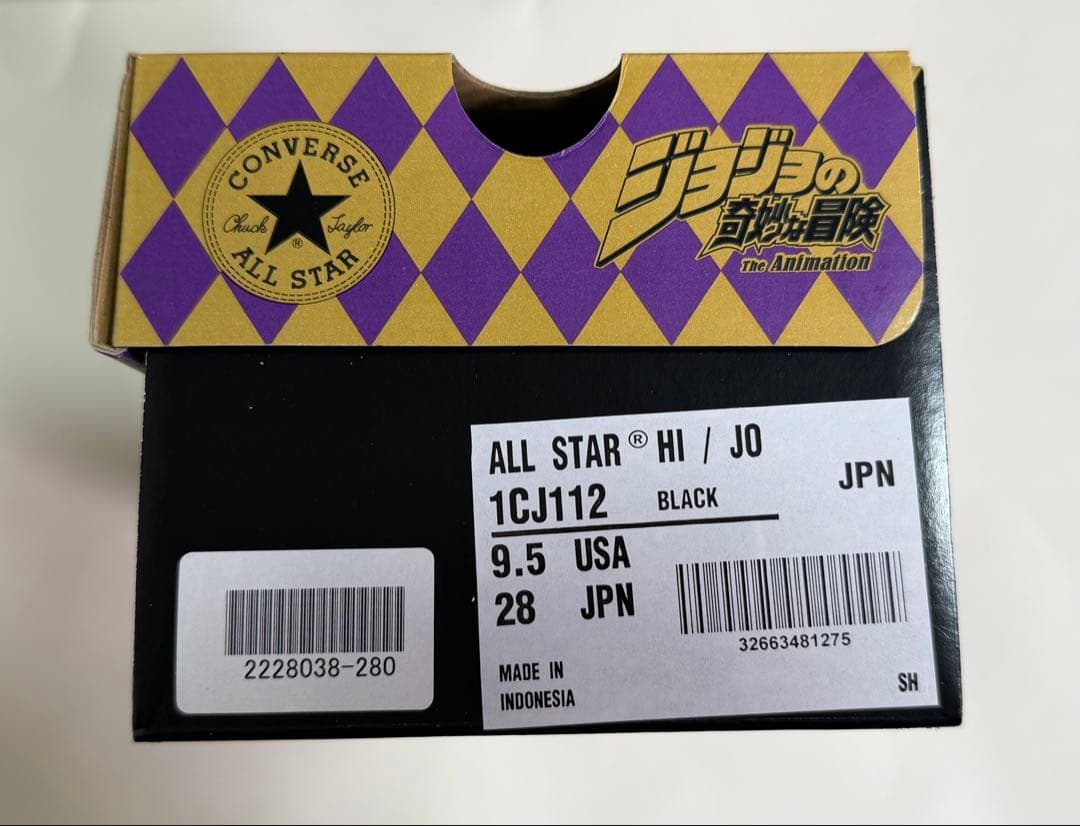 CONVERSE
Chuck Taylor
®
ALL STAR
ジョジョの
奇妙な冒険
The Animation
ALL STAR® HI / JO
1CJ112 BLACK
JPN
9.5 USA
28 JPN
32663481275
MADE IN
INDONESIA
SH
2228038-280